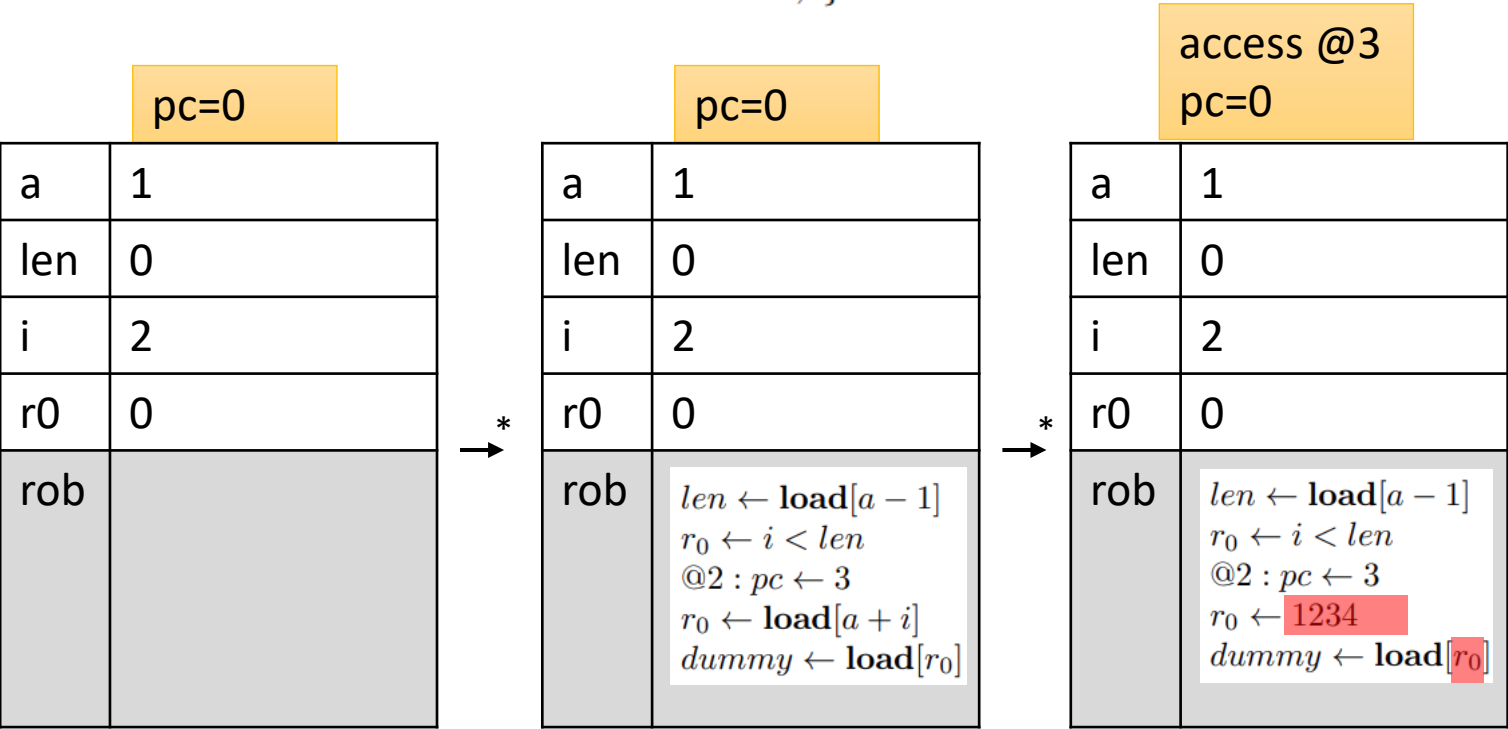 pc=0
a 1
len 0
i 2
r0 0
rob
*
pc=0
a 1
len 0
i 2
r0 0
rob
len ← load[a − 1]
r₀ ← i < len
@2 : pc ← 3
r₀ ← load[a + i]
dummy ← load[r₀]
*
access @3
pc=0
a 1
len 0
i 2
r0 0
rob
len ← load[a − 1]
r₀ ← i < len
@2 : pc ← 3
r₀ ← 1234
dummy ← load[r₀]